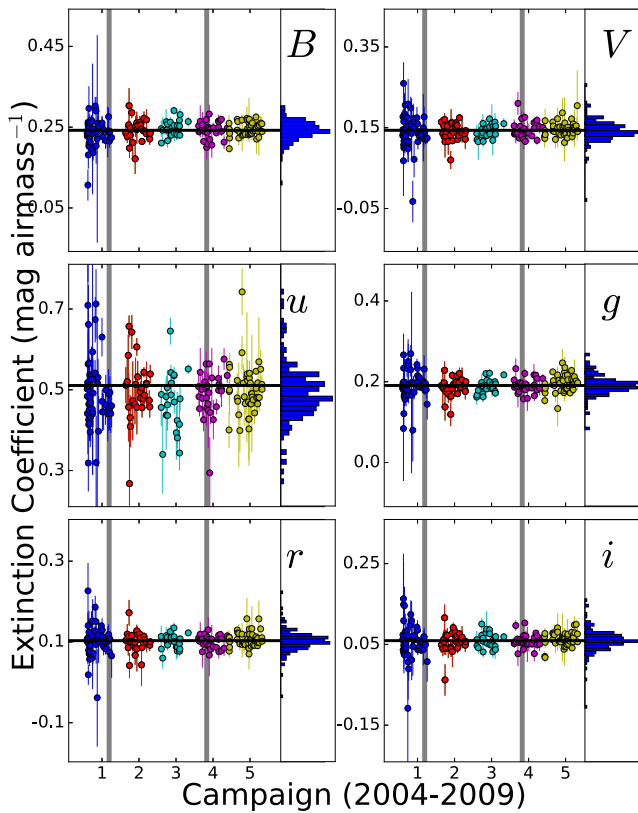 Extinction Coefficient (mag airmass⁻¹)
B
0.45
0.25
0.05
V
0.35
0.15
-0.05
u
0.7
0.5
0.3
g
0.4
0.2
0.0
r
0.3
0.1
-0.1
1 2 3 4 5
i
0.25
0.05
-0.15
1 2 3 4 5
Campaign (2004-2009)